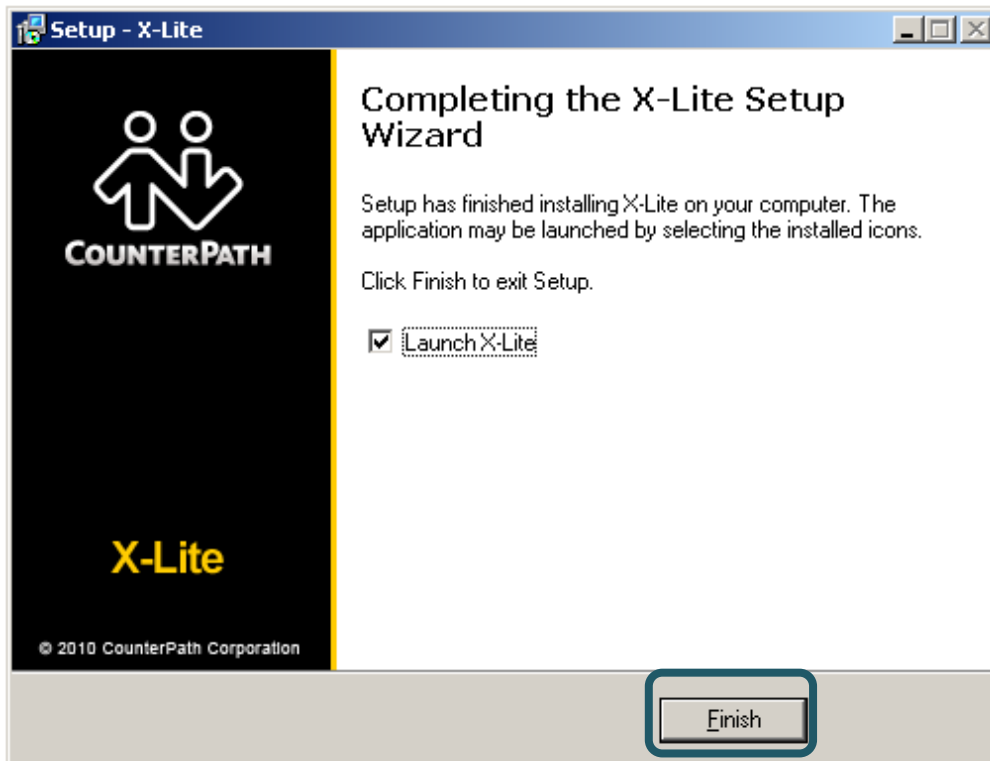 Setup - X-Lite
COUNTERPATH
X-Lite
© 2010 CounterPath Corporation
Completing the X-Lite Setup
Wizard
Setup has finished installing X-Lite on your computer. The
application may be launched by selecting the installed icons.
Click Finish to exit Setup.
Launch X-Lite
Finish